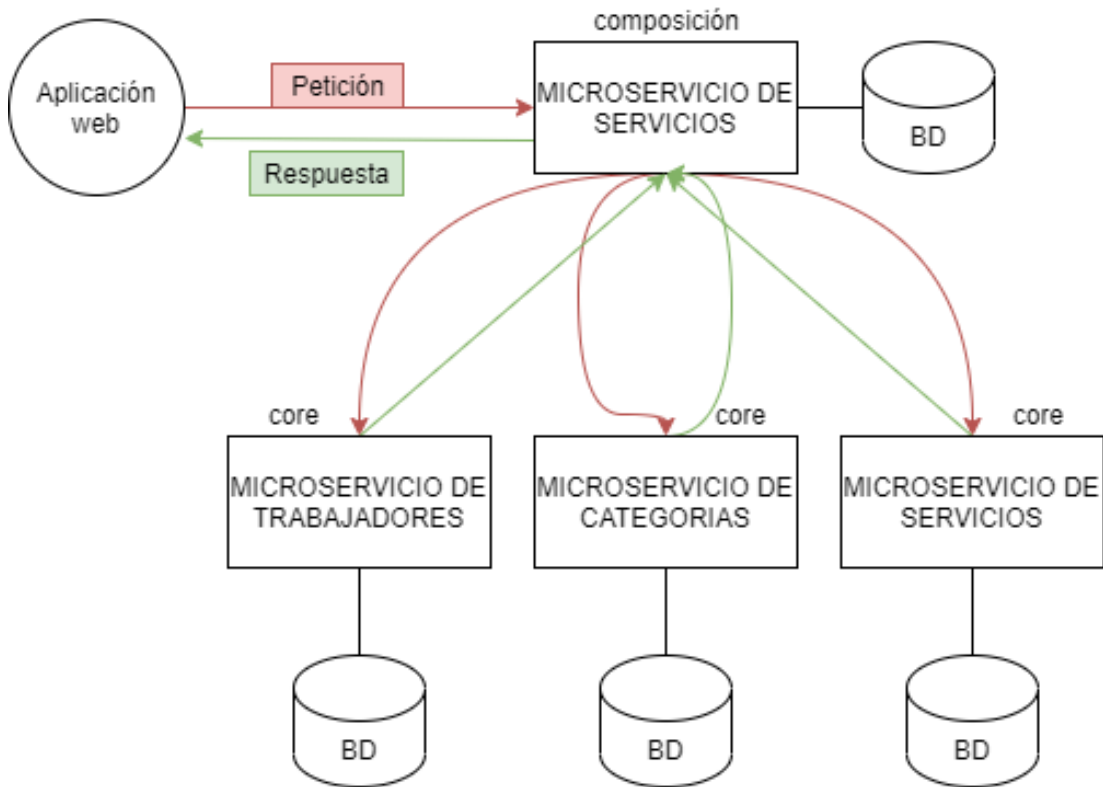 composición
Aplicación
web
Petición
MICROSERVICIO DE
SERVICIOS
BD
Respuesta
core
core
core
MICROSERVICIO DE
TRABAJADORES
MICROSERVICIO DE
CATEGORIAS
MICROSERVICIO DE
SERVICIOS
BD
BD
BD